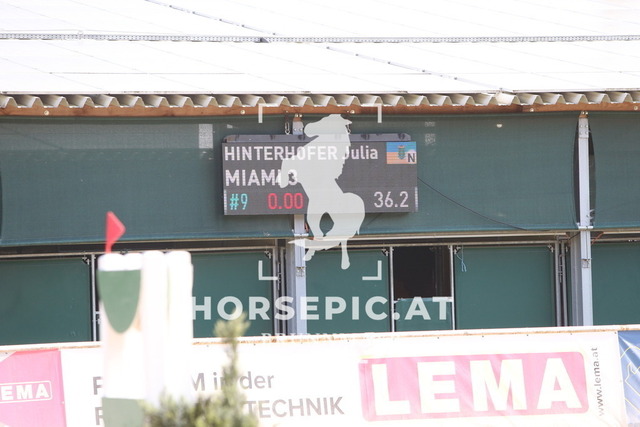 HINTERHOFER Julia
N
MIAMI 3
#9 0.00 36.2
HORSEPIC.AT
LEMA
M in der
TECHNIK
LEMA
www.lema.at